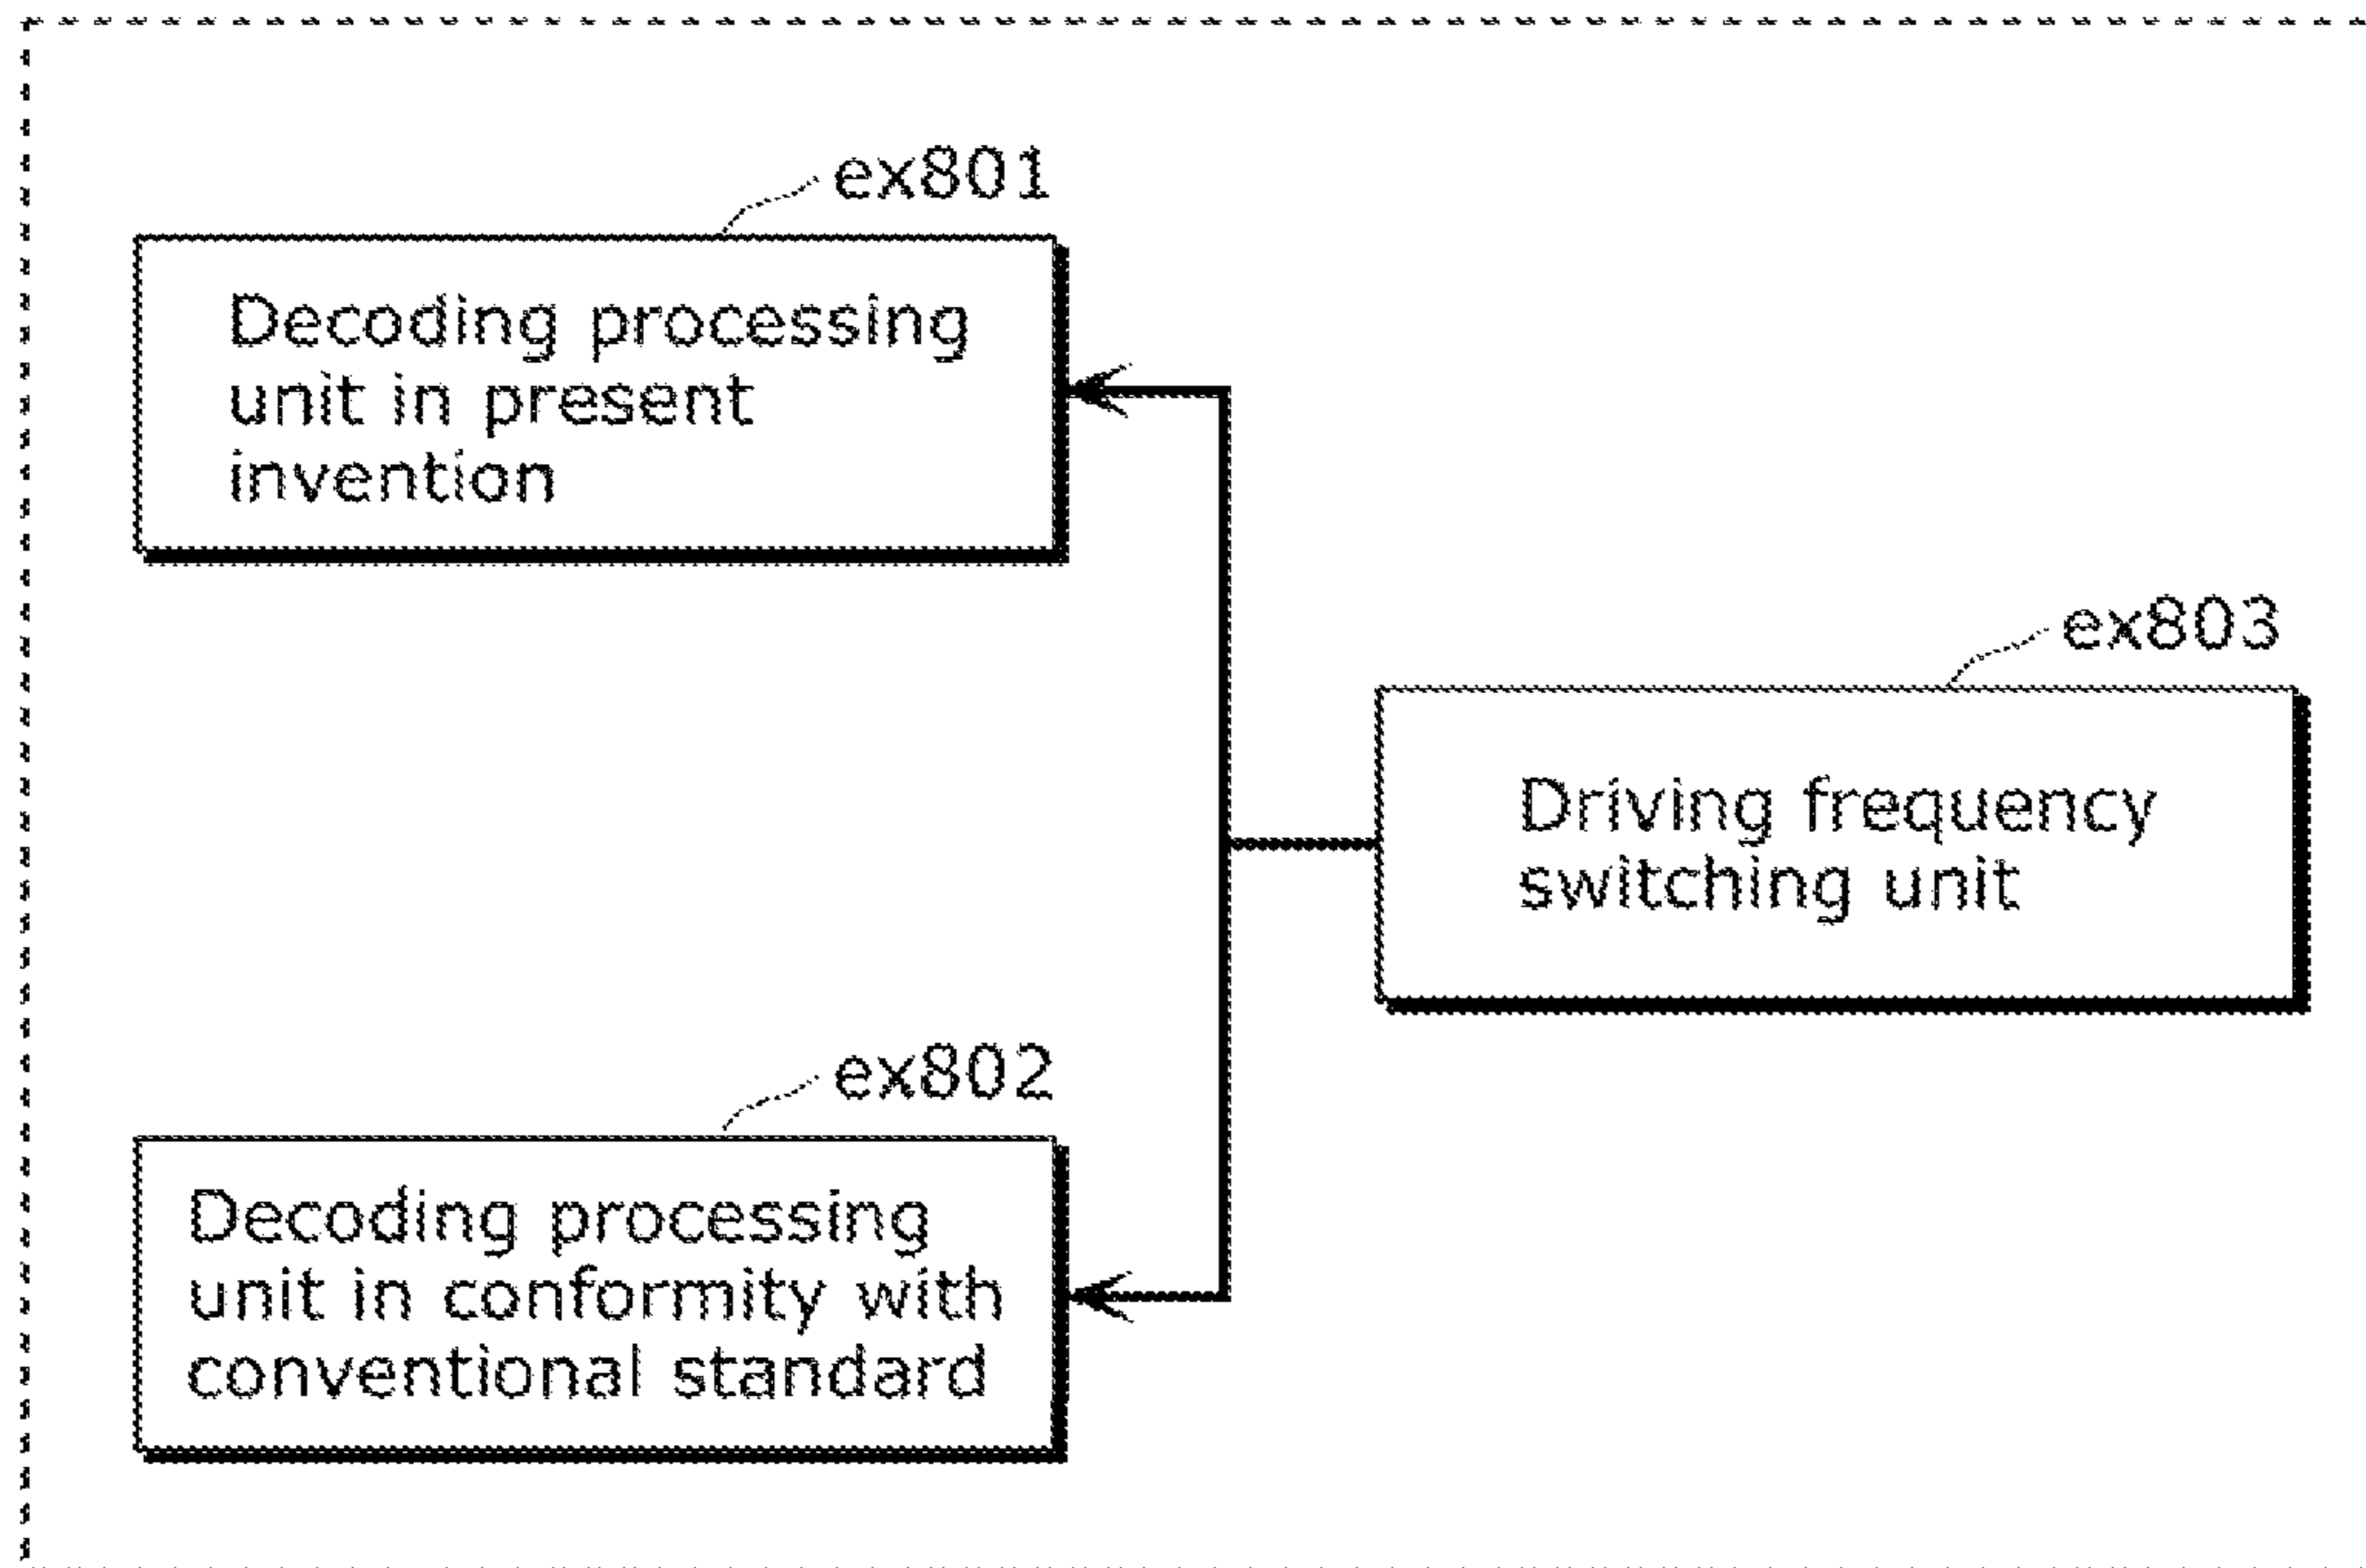 ex801
Decoding processing
unit in present
invention
ex803
Driving frequency
switching unit
ex802
Decoding processing
unit in conformity with
conventional standard